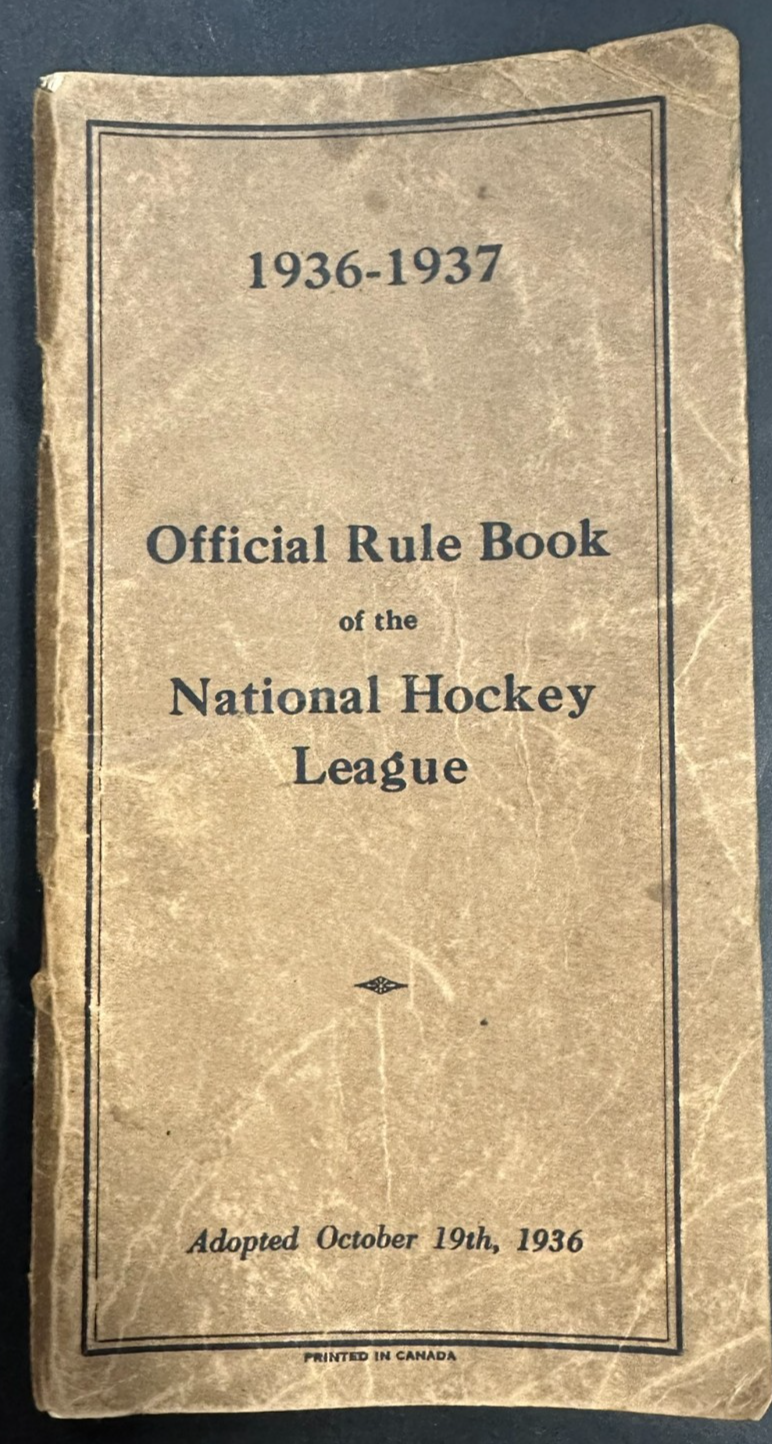 1936-1937
Official Rule Book
of the
National Hockey
League
Adopted October 19th, 1936
PRINTED IN CANADA